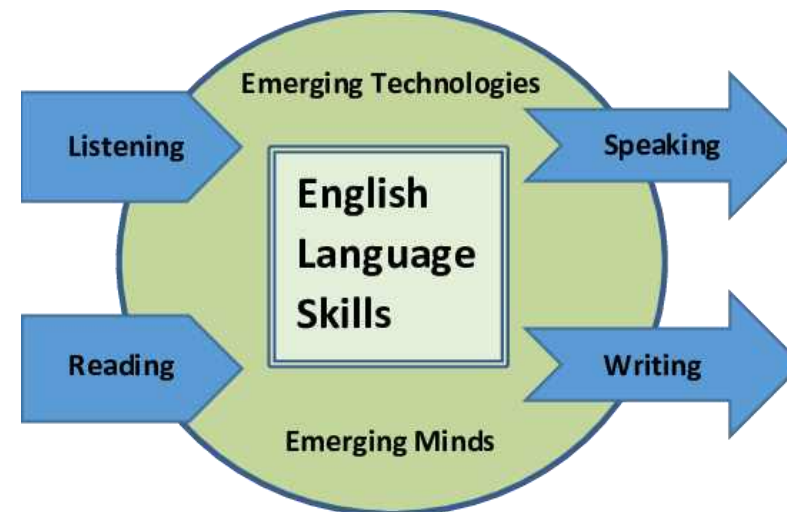 Emerging Technologies
Listening
Speaking
English
Language
Skills
Reading
Writing
Emerging Minds